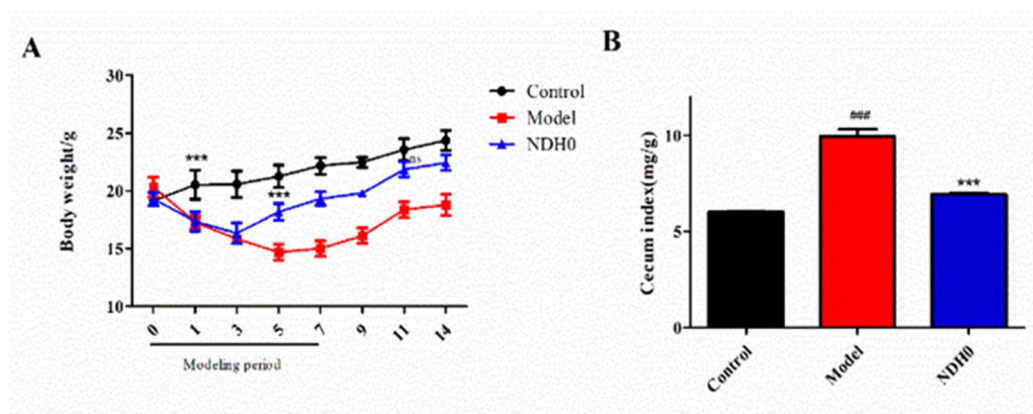 A
Body weight/g
30
25
20
15
10
***
***
ns
0
1
3
5
7
9
11
14
Modeling period
Control
Model
NDH0
B
Cecum index(mg/g)
10
5
0
###
***
Control
Model
NDH0